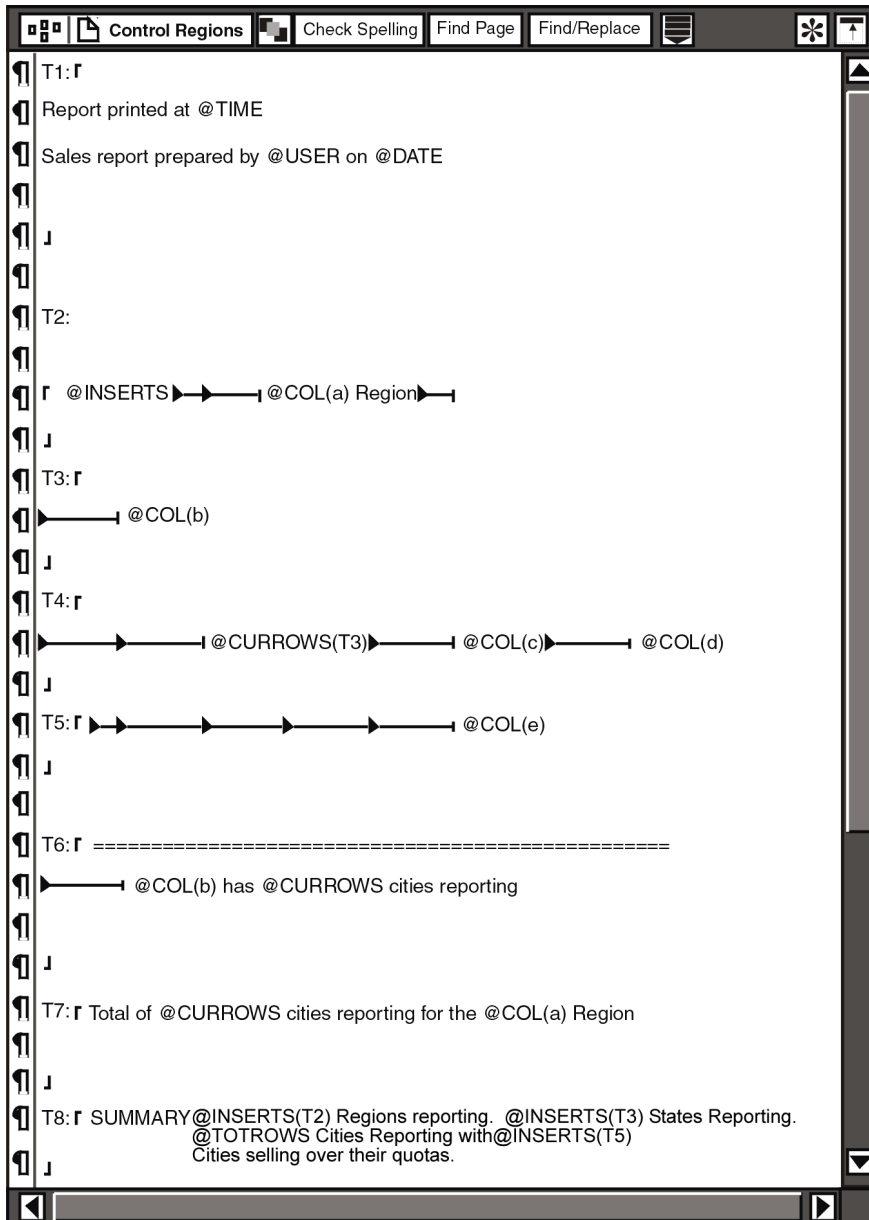 Control Regions Check Spelling Find Page Find/Replace
T1:
Report printed at @TIME
Sales report prepared by @USER on @DATE
T2:
@INSERTS @COL(a) Region
T3:
@COL(b)
T4:
@CURROWS(T3) @COL(c) @COL(d)
T5: @COL(e)
T6: =================================================
@COL(b) has @CURROWS cities reporting
T7: Total of @CURROWS cities reporting for the @COL(a) Region
T8: SUMMARY@INSERTS(T2) Regions reporting. @INSERTS(T3) States Reporting.
@TOTROWS Cities Reporting with@INSERTS(T5)
Cities selling over their quotas.